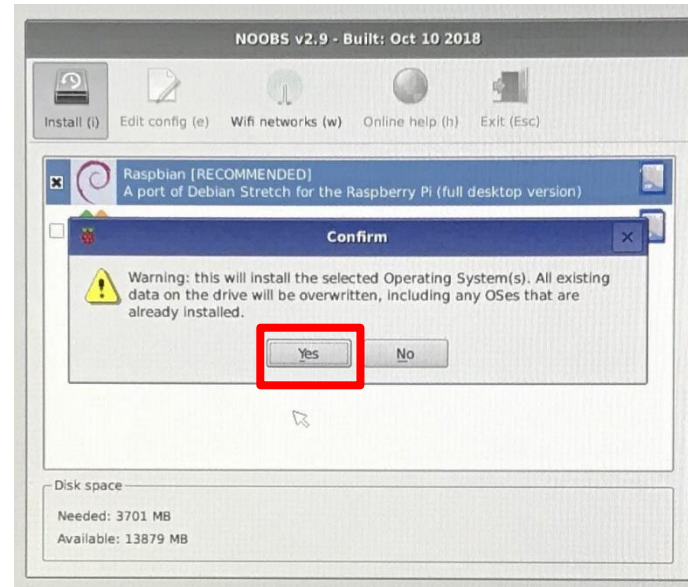 NOOBS v2.9 - Built: Oct 10 2018
Install (i) Edit config (e) Wifi networks (w) Online help (h) Exit (Esc)
Raspbian [RECOMMENDED]
A port of Debian Stretch for the Raspberry Pi (full desktop version)
Confirm
Warning: this will install the selected Operating System(s). All existing
data on the drive will be overwritten, including any OSes that are
already installed.
Yes No
Disk space
Needed: 3701 MB
Available: 13879 MB